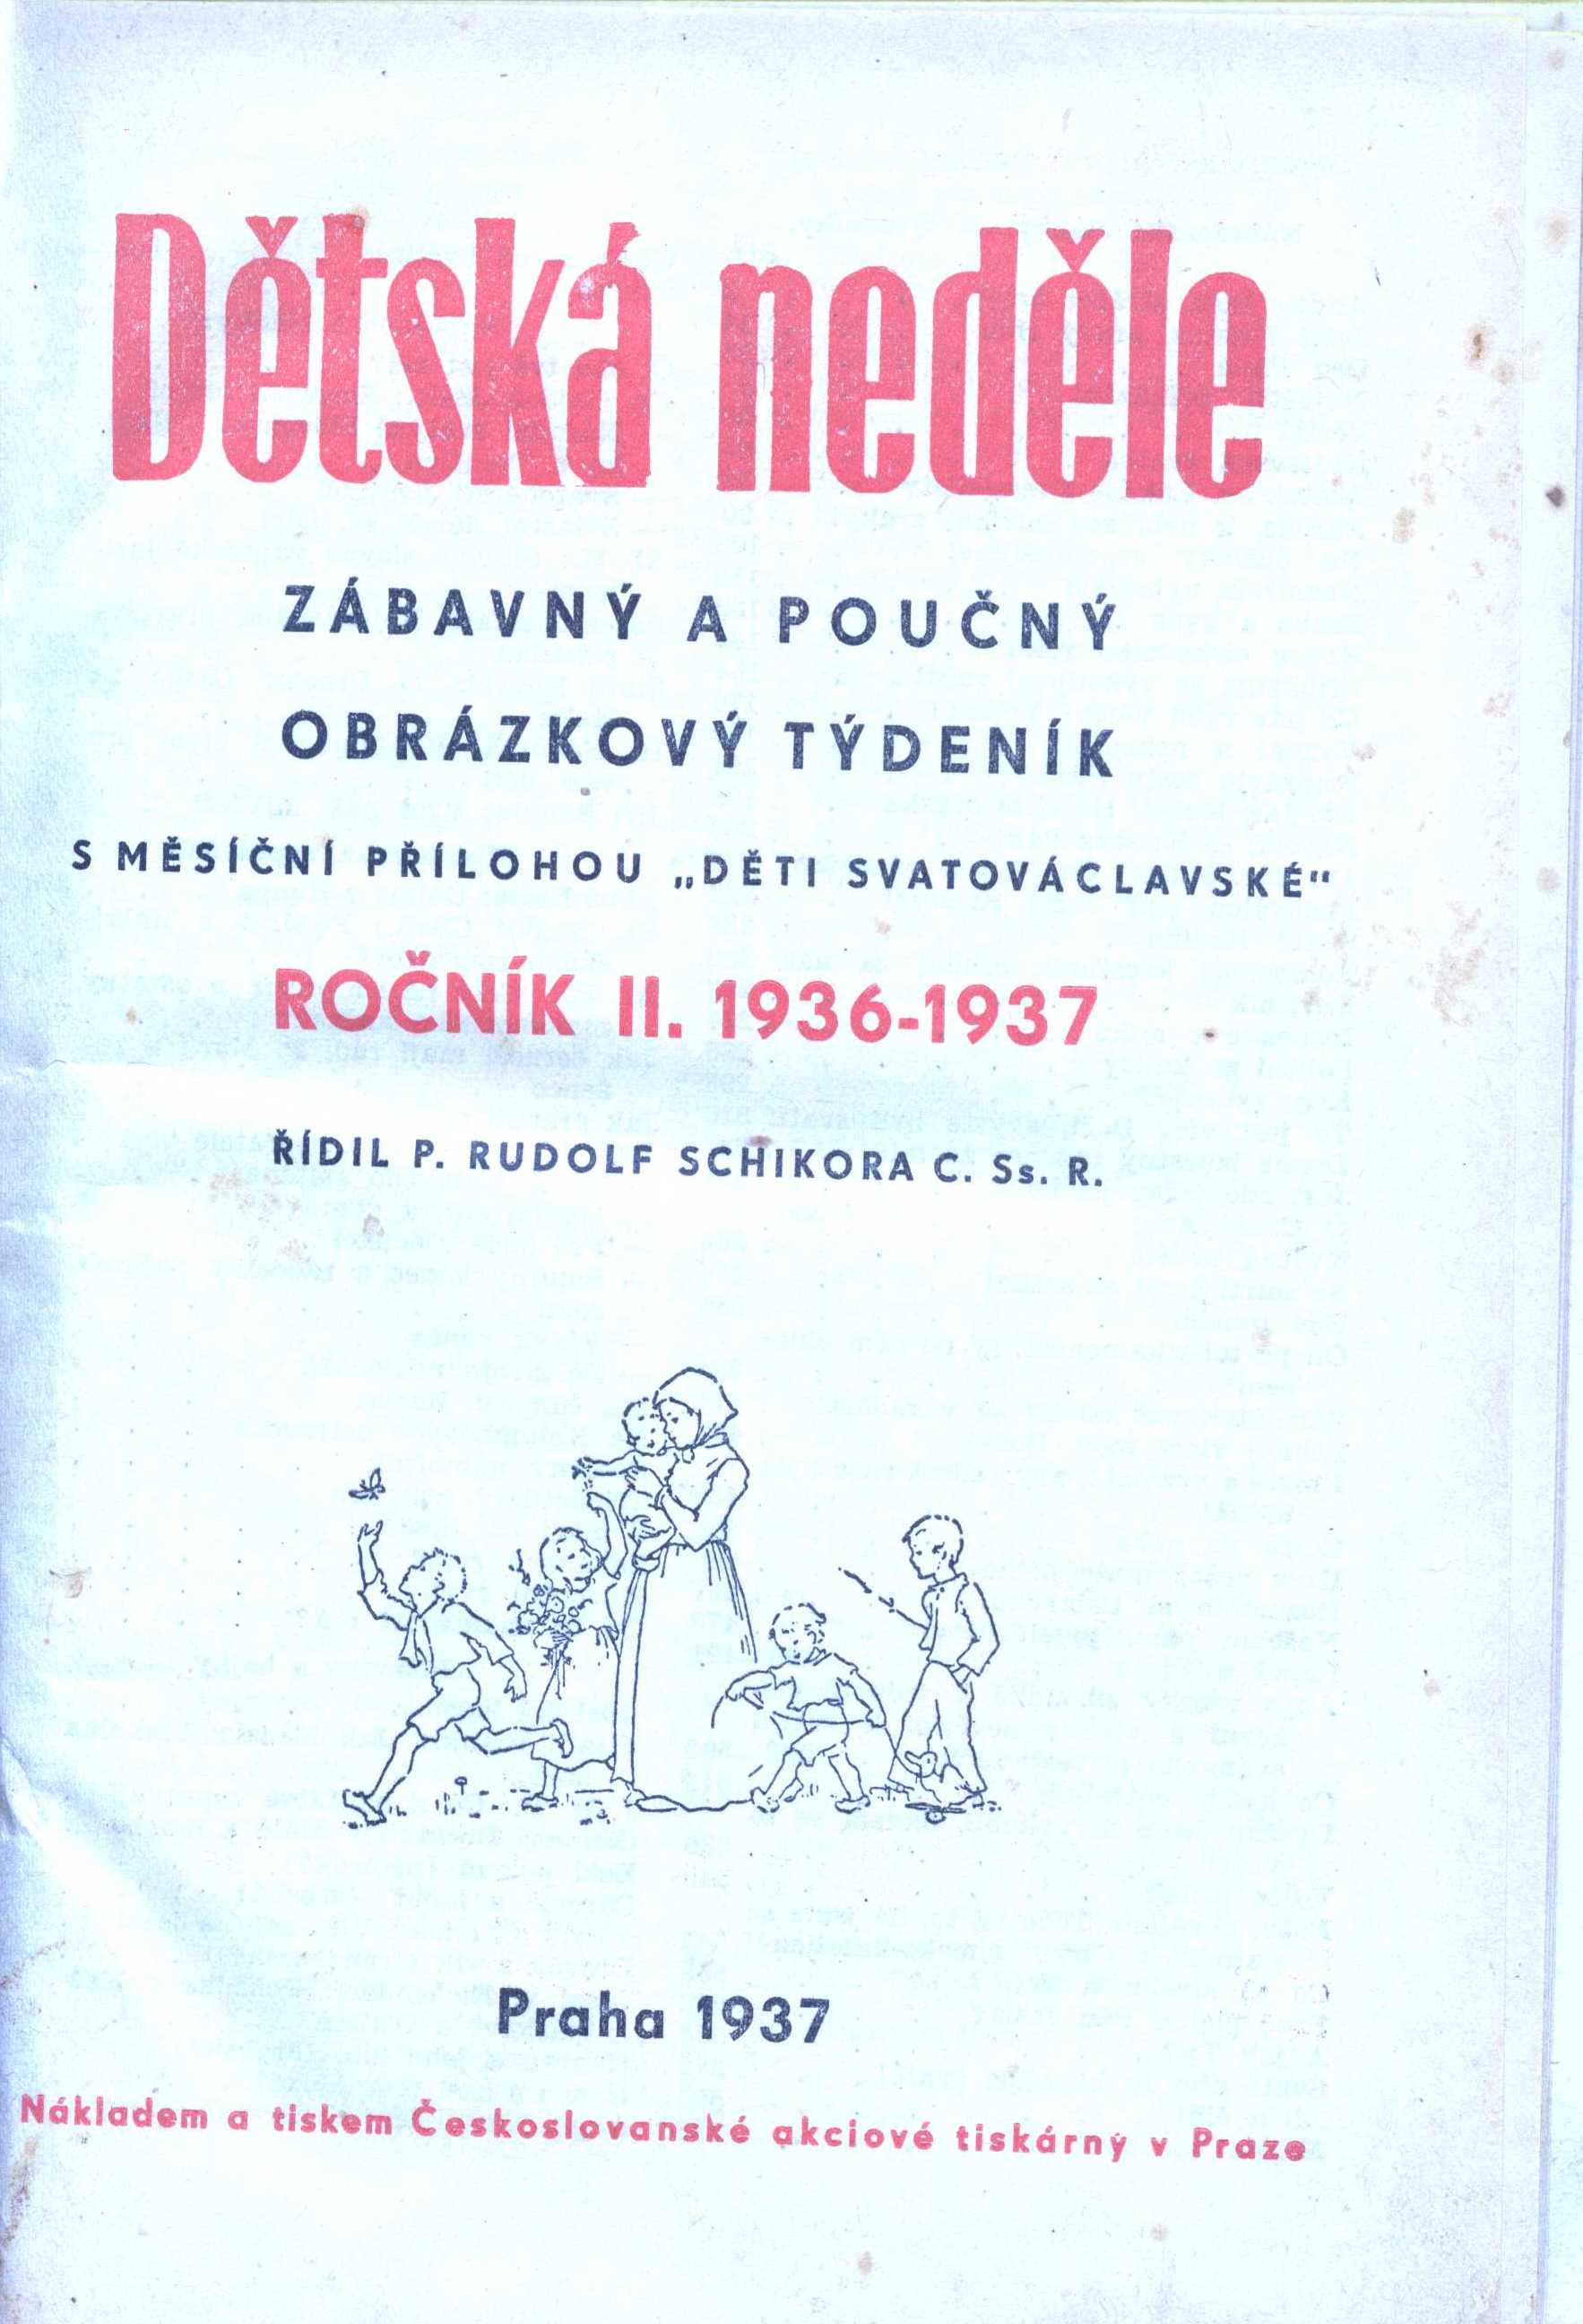 Dětská neděle
ZÁBAVNÝ A POUČNÝ
OBRÁZKOVÝ TÝDENÍK
S MĚSÍČNÍ PŘÍLOHOU „DĚTI SVATOVÁCLAVSKÉ"
ROČNÍK II. 1936-1937
ŘÍDIL P. RUDOLF SCHIKORA C. Ss. R.
Praha 1937
Nákladem a tiskem Československé akciové tiskárny v Praze